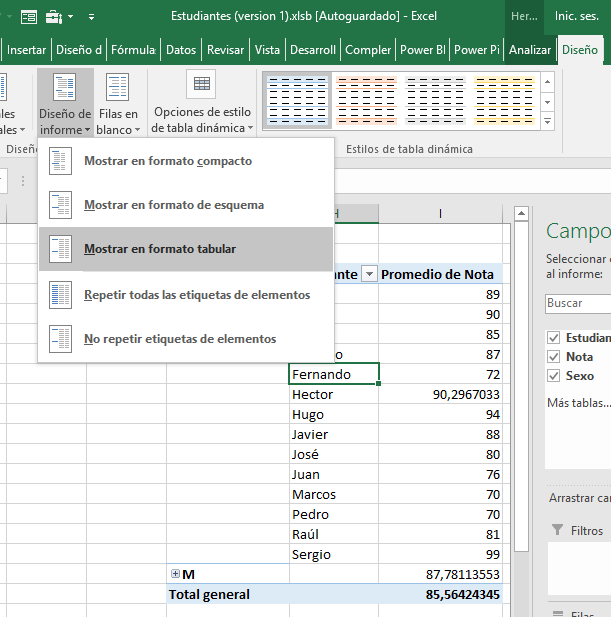 Estudiantes (version 1).xlsb [Autoguardado] - Excel
Her...
Inic. ses.
Insertar
Diseño d
Fórmula
Datos
Revisar
Vista
Desarroll
Compler
Power BI
Power Pi
Analizar
Diseño
ales
Diseño de informe
Filas en blanco
Opciones de estilo de tabla dinámica
Diseñ
Estilos de tabla dinámica
Mostrar en formato compacto
Mostrar en formato de esquema
Mostrar en formato tabular
Repetir todas las etiquetas de elementos
No repetir etiquetas de elementos
H I
ante Promedio de Nota
89
90
85
o 87
Fernando 72
Hector 90,2967033
Hugo 94
Javier 88
José 80
Juan 76
Marcos 70
Pedro 70
Raúl 81
Sergio 99
M 87,78113553
Total general 85,56424345
Campo
Seleccionar
al informe:
Buscar
Estudian
Nota
Sexo
Más tablas...
Arrastrar ca
Filtros
Filas